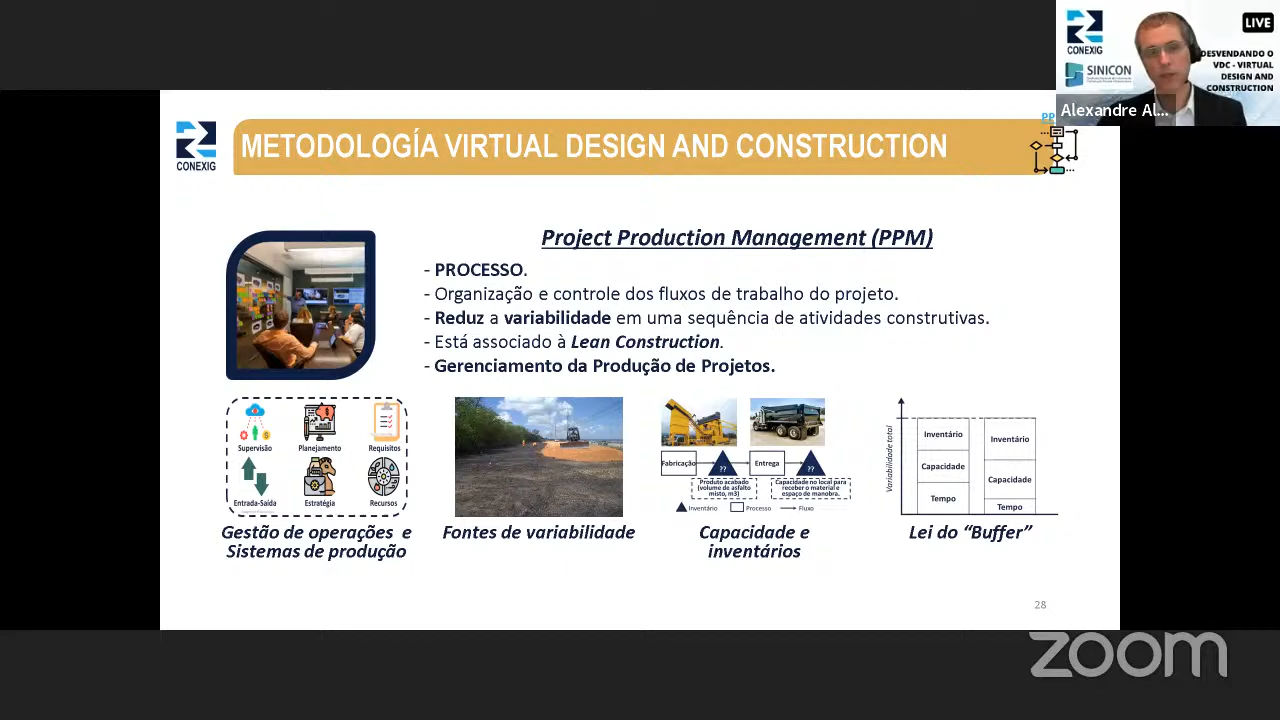 CONEXIG
SINICON
LIVE
DESVENDANDO O
VDC - VIRTUAL
DESIGN AND
CONSTRUCTION
Alexandre Al...
CONEXIG
METODOLOGÍA VIRTUAL DESIGN AND CONSTRUCTION
PP
Project Production Management (PPM)
- PROCESSO.
- Organização e controle dos fluxos de trabalho do projeto.
- Reduz a variabilidade em uma sequência de atividades construtivas.
- Está associado à Lean Construction.
- Gerenciamento da Produção de Projetos.
Supervisão
Planejamento
Requisitos
Entrada-Saída
Estratégia
Recursos
Gestão de operações e
Sistemas de produção
Fontes de variabilidade
Fabricação
??
Entrega
??
Produto acabado
(volume de asfalto
misto, m3)
Capacidade no local para
receber o material e
espaço de manobra.
Inventário
Processo
Fluxo
Capacidade e
inventários
Variabilidade total
Inventário
Capacidade
Tempo
Inventário
Capacidade
Tempo
Lei do “Buffer”
28
zoom